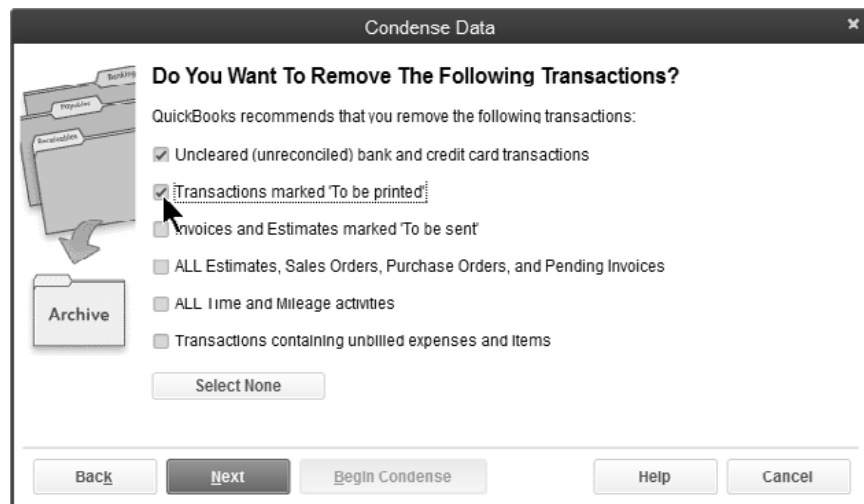 Condense Data
Banking
Payables
Receivables
Archive
Do You Want To Remove The Following Transactions?
QuickBooks recommends that you remove the following transactions:
Uncleared (unreconciled) bank and credit card transactions
Transactions marked 'To be printed'
Invoices and Estimates marked 'To be sent'
ALL Estimates, Sales Orders, Purchase Orders, and Pending Invoices
ALL Time and Mileage activities
Transactions containing unbilled expenses and items
Select None
Back
Next
Begin Condense
Help
Cancel